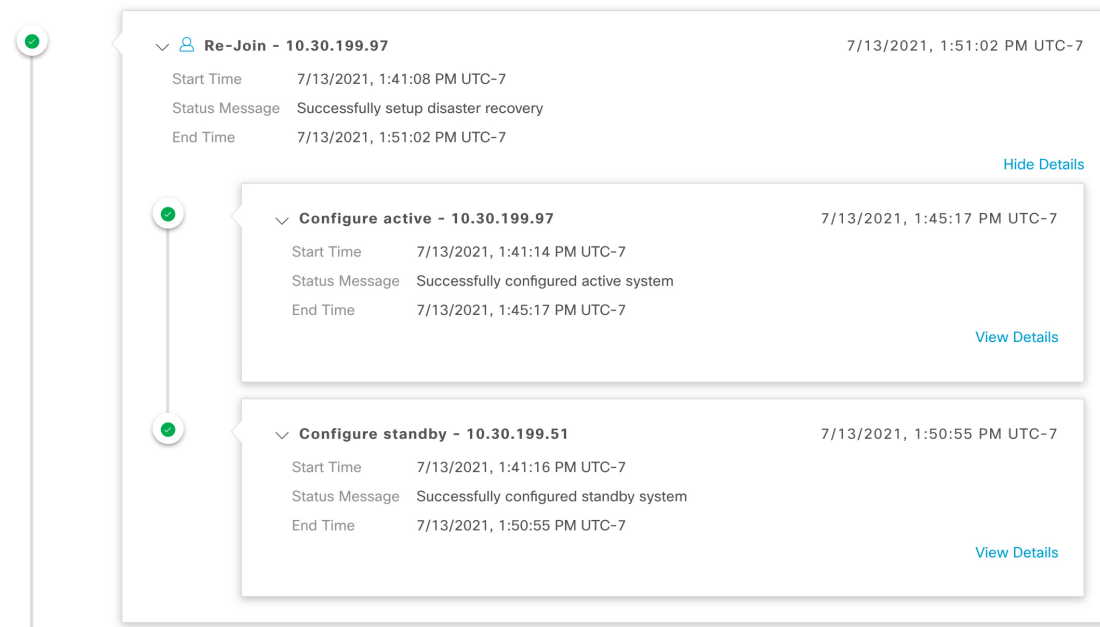 Re-Join - 10.30.199.97 7/13/2021, 1:51:02 PM UTC-7
Start Time 7/13/2021, 1:41:08 PM UTC-7
Status Message Successfully setup disaster recovery
End Time 7/13/2021, 1:51:02 PM UTC-7
Hide Details
Configure active - 10.30.199.97 7/13/2021, 1:45:17 PM UTC-7
Start Time 7/13/2021, 1:41:14 PM UTC-7
Status Message Successfully configured active system
End Time 7/13/2021, 1:45:17 PM UTC-7
View Details
Configure standby - 10.30.199.51 7/13/2021, 1:50:55 PM UTC-7
Start Time 7/13/2021, 1:41:16 PM UTC-7
Status Message Successfully configured standby system
End Time 7/13/2021, 1:50:55 PM UTC-7
View Details